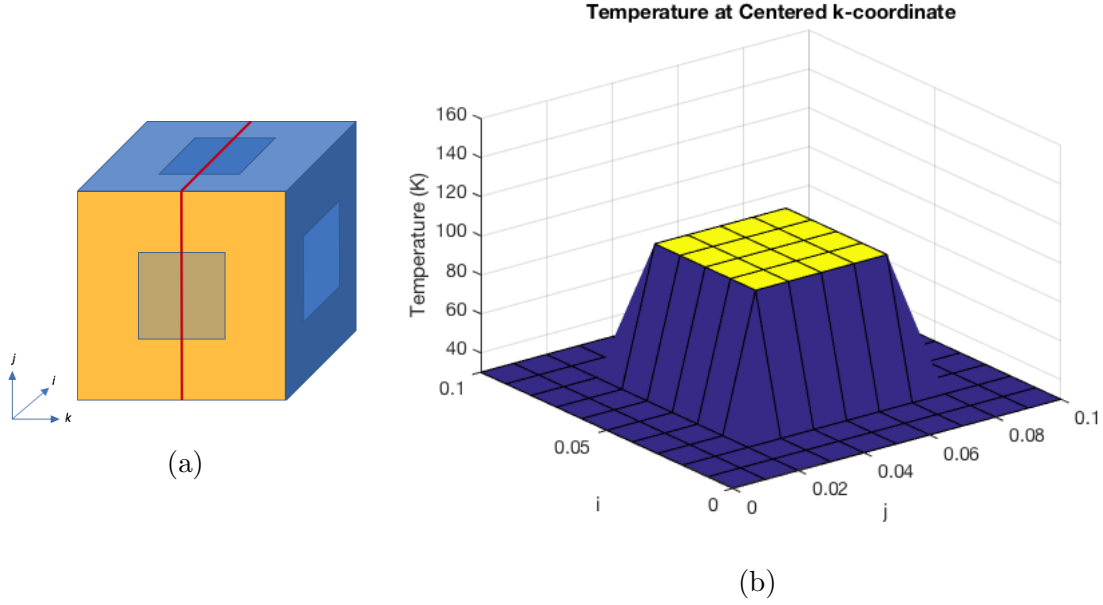 Temperature at Centered k-coordinate
j
i
k
(a)
Temperature (K)
160
140
120
100
80
60
40
0.1
0.05
0
i
0
0.02
0.04
0.06
0.08
0.1
j
(b)